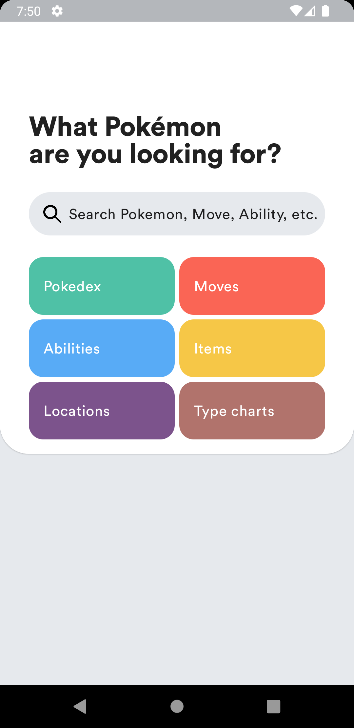 7:50
What Pokémon
are you looking for?
Search Pokemon, Move, Ability, etc.
Pokedex
Moves
Abilities
Items
Locations
Type charts